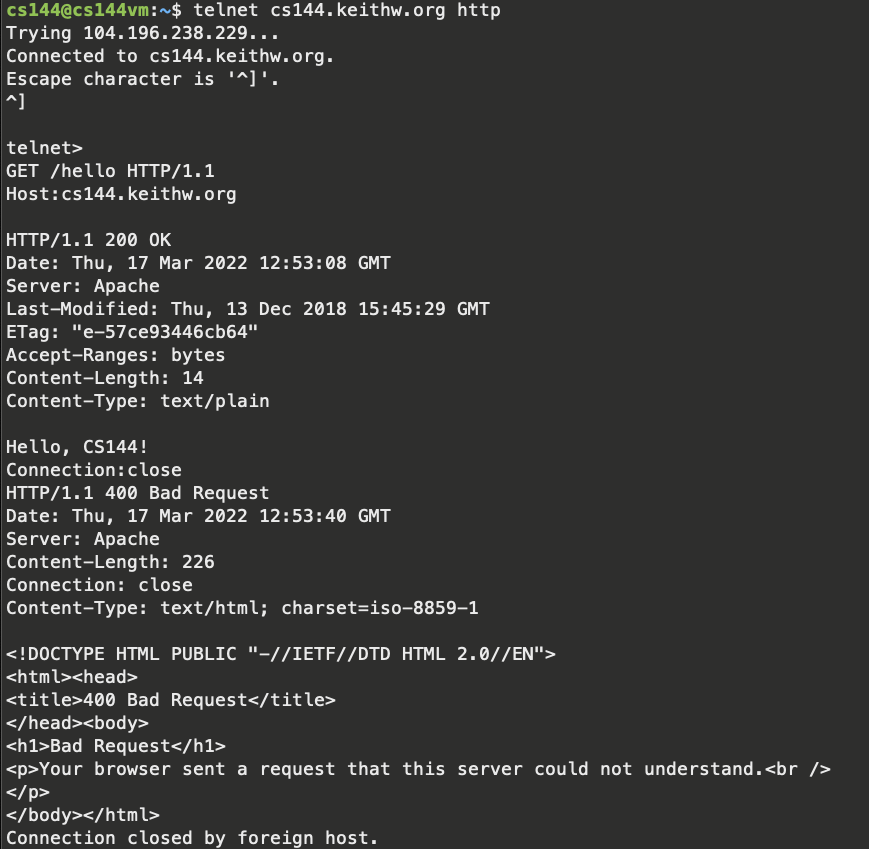 cs144@cs144vm:~$ telnet cs144.keithw.org http
Trying 104.196.238.229...
Connected to cs144.keithw.org.
Escape character is '^]'.
^]
telnet>
GET /hello HTTP/1.1
Host:cs144.keithw.org
HTTP/1.1 200 OK
Date: Thu, 17 Mar 2022 12:53:08 GMT
Server: Apache
Last-Modified: Thu, 13 Dec 2018 15:45:29 GMT
ETag: "e-57ce93446cb64"
Accept-Ranges: bytes
Content-Length: 14
Content-Type: text/plain
Hello, CS144!
Connection:close
HTTP/1.1 400 Bad Request
Date: Thu, 17 Mar 2022 12:53:40 GMT
Server: Apache
Content-Length: 226
Connection: close
Content-Type: text/html; charset=iso-8859-1
<!DOCTYPE HTML PUBLIC "-//IETF//DTD HTML 2.0//EN">
<html><head>
<title>400 Bad Request</title>
</head><body>
<h1>Bad Request</h1>
<p>Your browser sent a request that this server could not understand.<br />
</p>
</body></html>
Connection closed by foreign host.